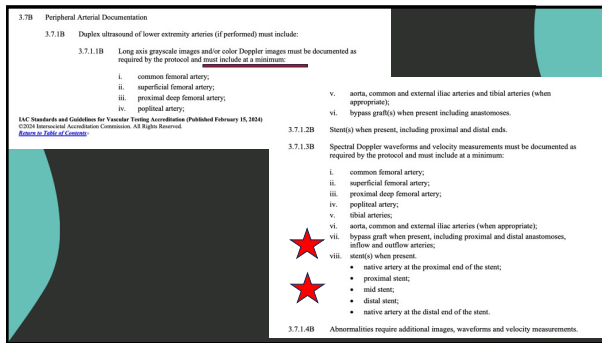 3.7B Peripheral Arterial Documentation
3.7.1B Duplex ultrasound of lower extremity arteries (if performed) must include:
3.7.1.1B Long axis grayscale images and/or color Doppler images must be documented as
required by the protocol and must include at a minimum:
i. common femoral artery;
ii. superficial femoral artery;
iii. proximal deep femoral artery;
iv. popliteal artery;
IAC Standards and Guidelines for Vascular Testing Accreditation (Published February 15, 2024)
©2024 Intersocietal Accreditation Commission. All Rights Reserved.
Return to Table of Contents»
v. aorta, common and external iliac arteries and tibial arteries (when
appropriate);
vi. bypass graft(s) when present including anastomoses.
3.7.1.2B Stent(s) when present, including proximal and distal ends.
3.7.1.3B Spectral Doppler waveforms and velocity measurements must be documented as
required by the protocol and must include at a minimum:
i. common femoral artery;
ii. superficial femoral artery;
iii. proximal deep femoral artery;
iv. popliteal artery;
v. tibial arteries;
vi. aorta, common and external iliac arteries (when appropriate);
vii. bypass graft when present, including proximal and distal anastomoses,
inflow and outflow arteries;
viii. stent(s) when present.
• native artery at the proximal end of the stent;
• proximal stent;
• mid stent;
• distal stent;
• native artery at the distal end of the stent.
3.7.1.4B Abnormalities require additional images, waveforms and velocity measurements.